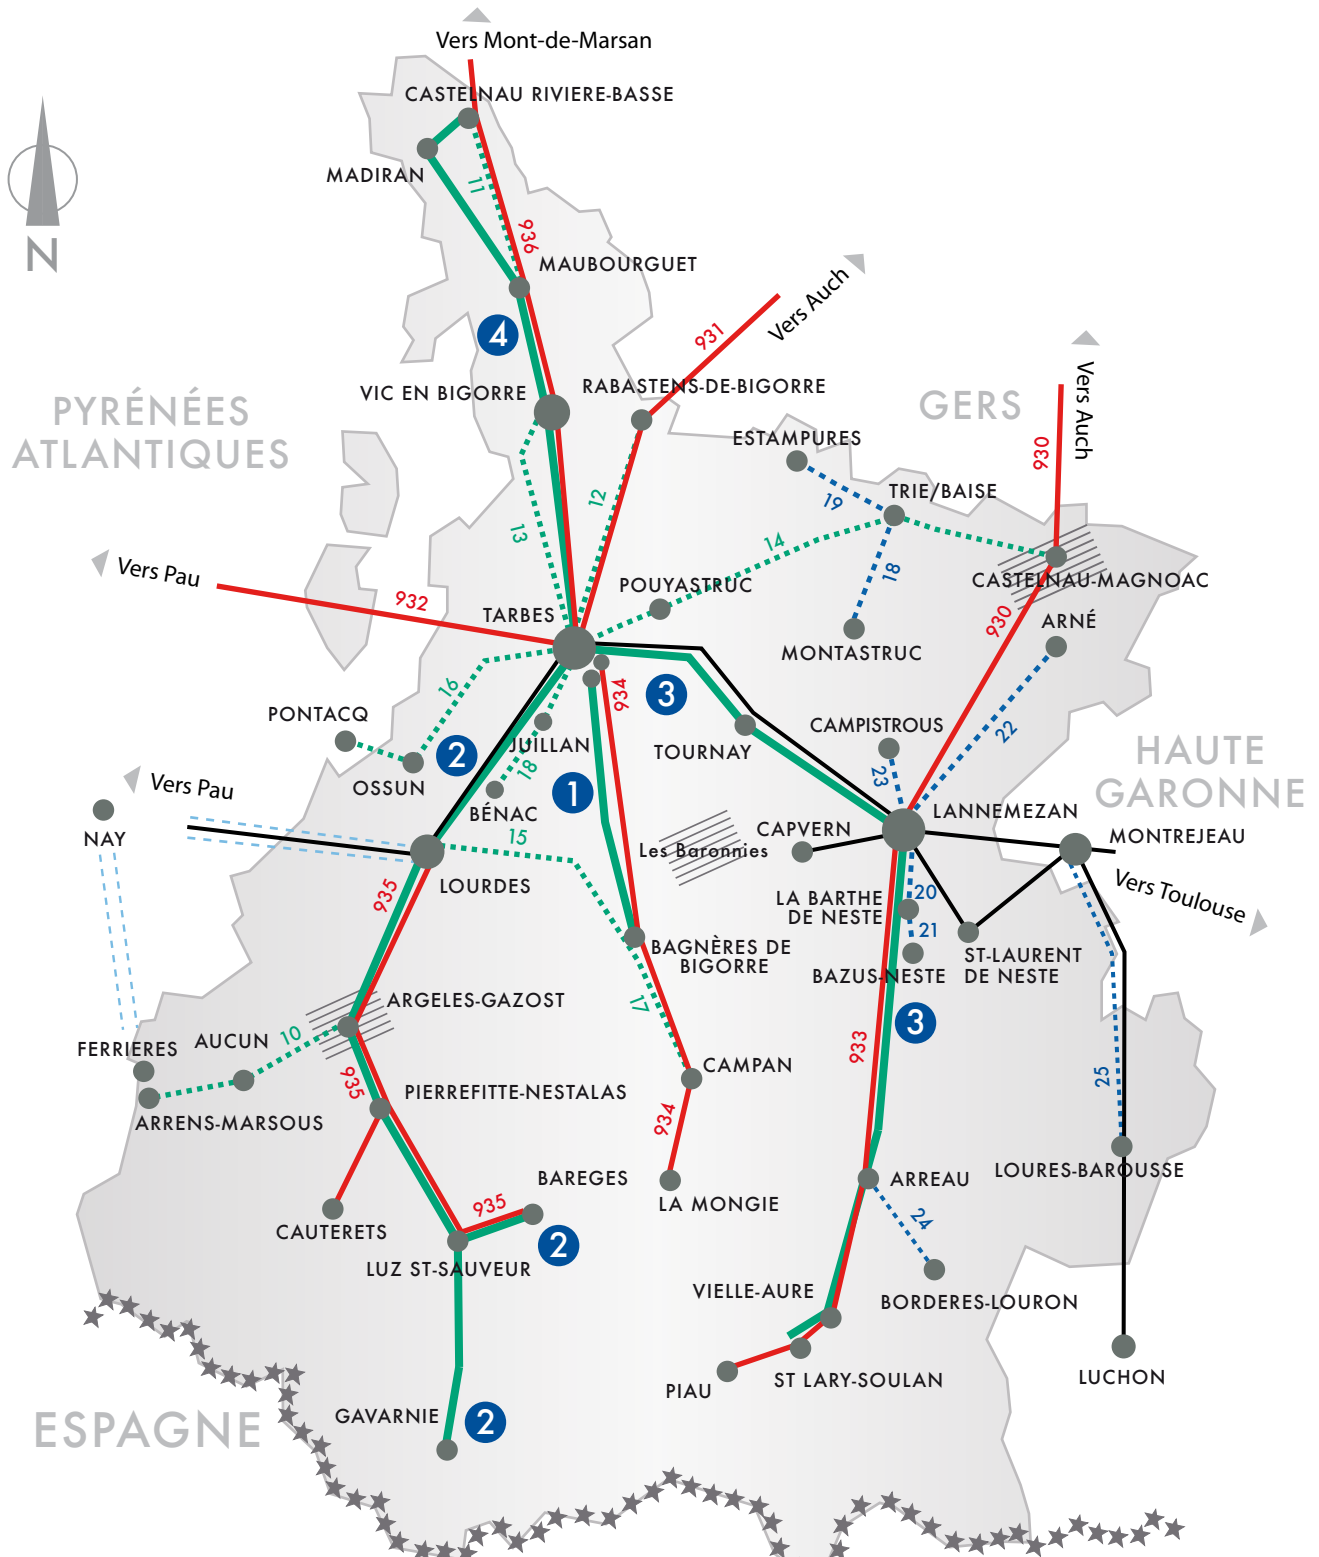 Vers Mont-de-Marsan
CASTELNAU RIVIERE-BASSE
MADIRAN
11
936
N
MAUBOURGUET
4
931
Vers Auch
VIC EN BIGORRE
RABASTENS-DE-BIGORRE
PYRÉNÉES
ATLANTIQUES
GERS
Vers Auch
930
ESTAMPURES
19
TRIE/BAISE
12
13
14
18
Vers Pau
932
TARBES
POUYASTRUC
CASTELNAU-MAGNOAC
930
ARNÉ
MONTASTRUC
16
934
3
PONTACQ
2
JUILLAN
TOURNAY
CAMPISTROUS
22
HAUTE
GARONNE
OSSUN
18
1
23
Vers Pau
BÉNAC
NAY
15
Les Baronnies
CAPVERN
LANNEMEZAN
MONTREJEAU
Vers Toulouse
LOURDES
935
LA BARTHE
DE NESTE
20
21
BAGNÈRES DE
BIGORRE
BAZUS-NESTE
ST-LAURENT
DE NESTE
17
ARGELES-GAZOST
3
933
FERRIERES
AUCUN
10
CAMPAN
935
PIERREFITTE-NESTALAS
25
ARRENS-MARSOUS
934
LOURES-BAROUSSE
BAREGES
ARREAU
935
LA MONGIE
24
CAUTERETS
2
LUZ ST-SAUVEUR
VIELLE-AURE
BORDERES-LOURON
PIAU
ST LARY-SOULAN
LUCHON
ESPAGNE
GAVARNIE
2